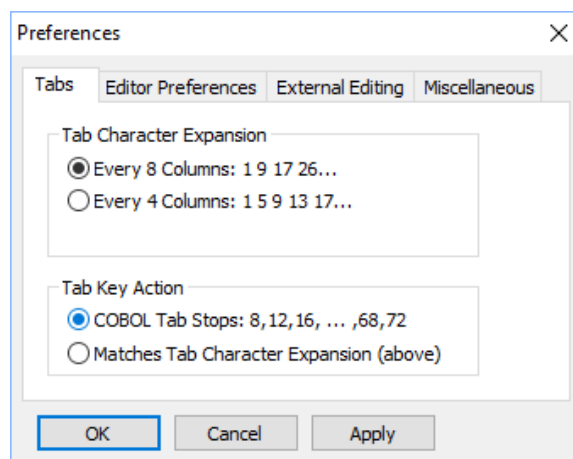 Preferences
Tabs Editor Preferences External Editing Miscellaneous
Tab Character Expansion
Every 8 Columns: 1 9 17 26...
Every 4 Columns: 1 5 9 13 17...
Tab Key Action
COBOL Tab Stops: 8,12,16, ... ,68,72
Matches Tab Character Expansion (above)
OK Cancel Apply